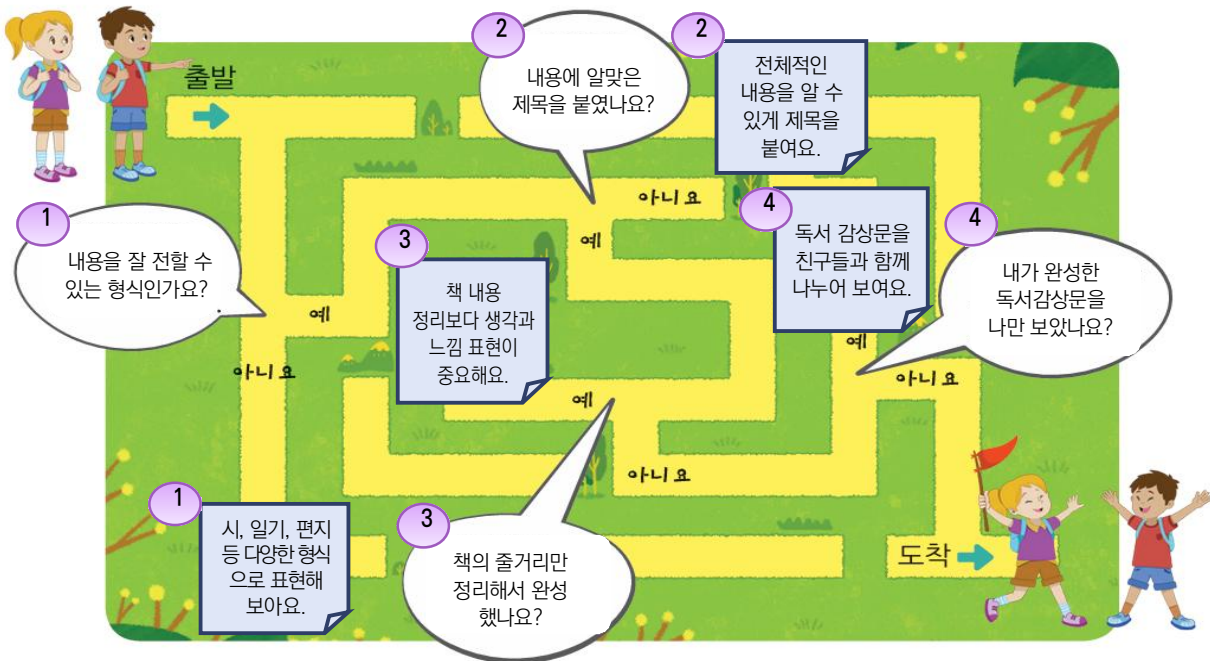 출발
2
내용에 알맞은
제목을 붙였나요?
2
전체적인
내용을 알 수
있게 제목을
붙여요.
아니요
예
1
내용을 잘 전할 수
있는 형식인가요?
예
아니요
3
책 내용
정리보다 생각과
느낌 표현이
중요해요.
4
독서 감상문을
친구들과 함께
나누어 보여요.
4
내가 완성한
독서감상문을
나만 보았나요?
예
아니요
예
아니요
1
시, 일기, 편지
등 다양한 형식
으로 표현해
보아요.
3
책의 줄거리만
정리해서 완성
했나요?
도착